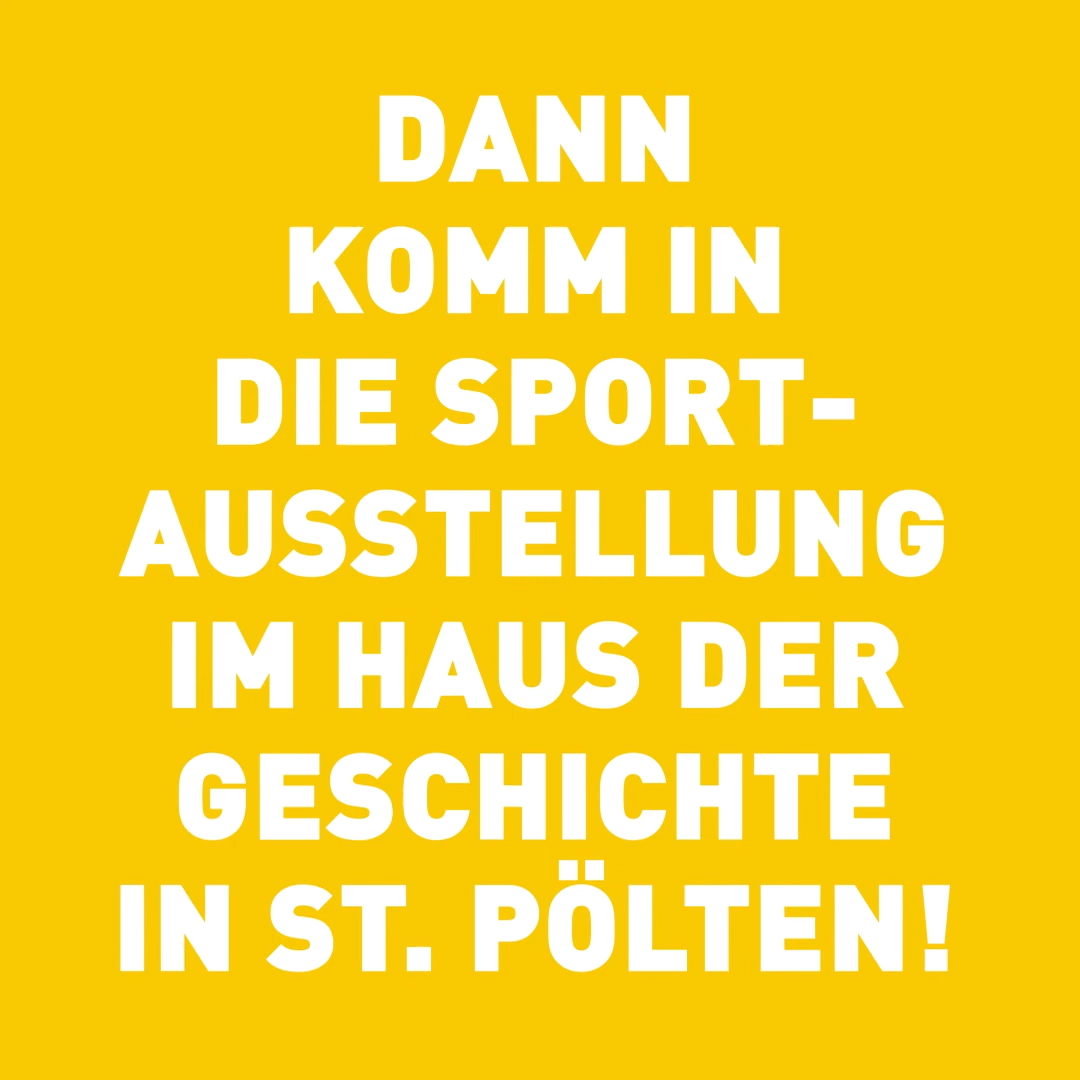 DANN
KOMM IN
DIE SPORT-
AUSSTELLUNG
IM HAUS DER
GESCHICHTE
IN ST. PÖLTEN!